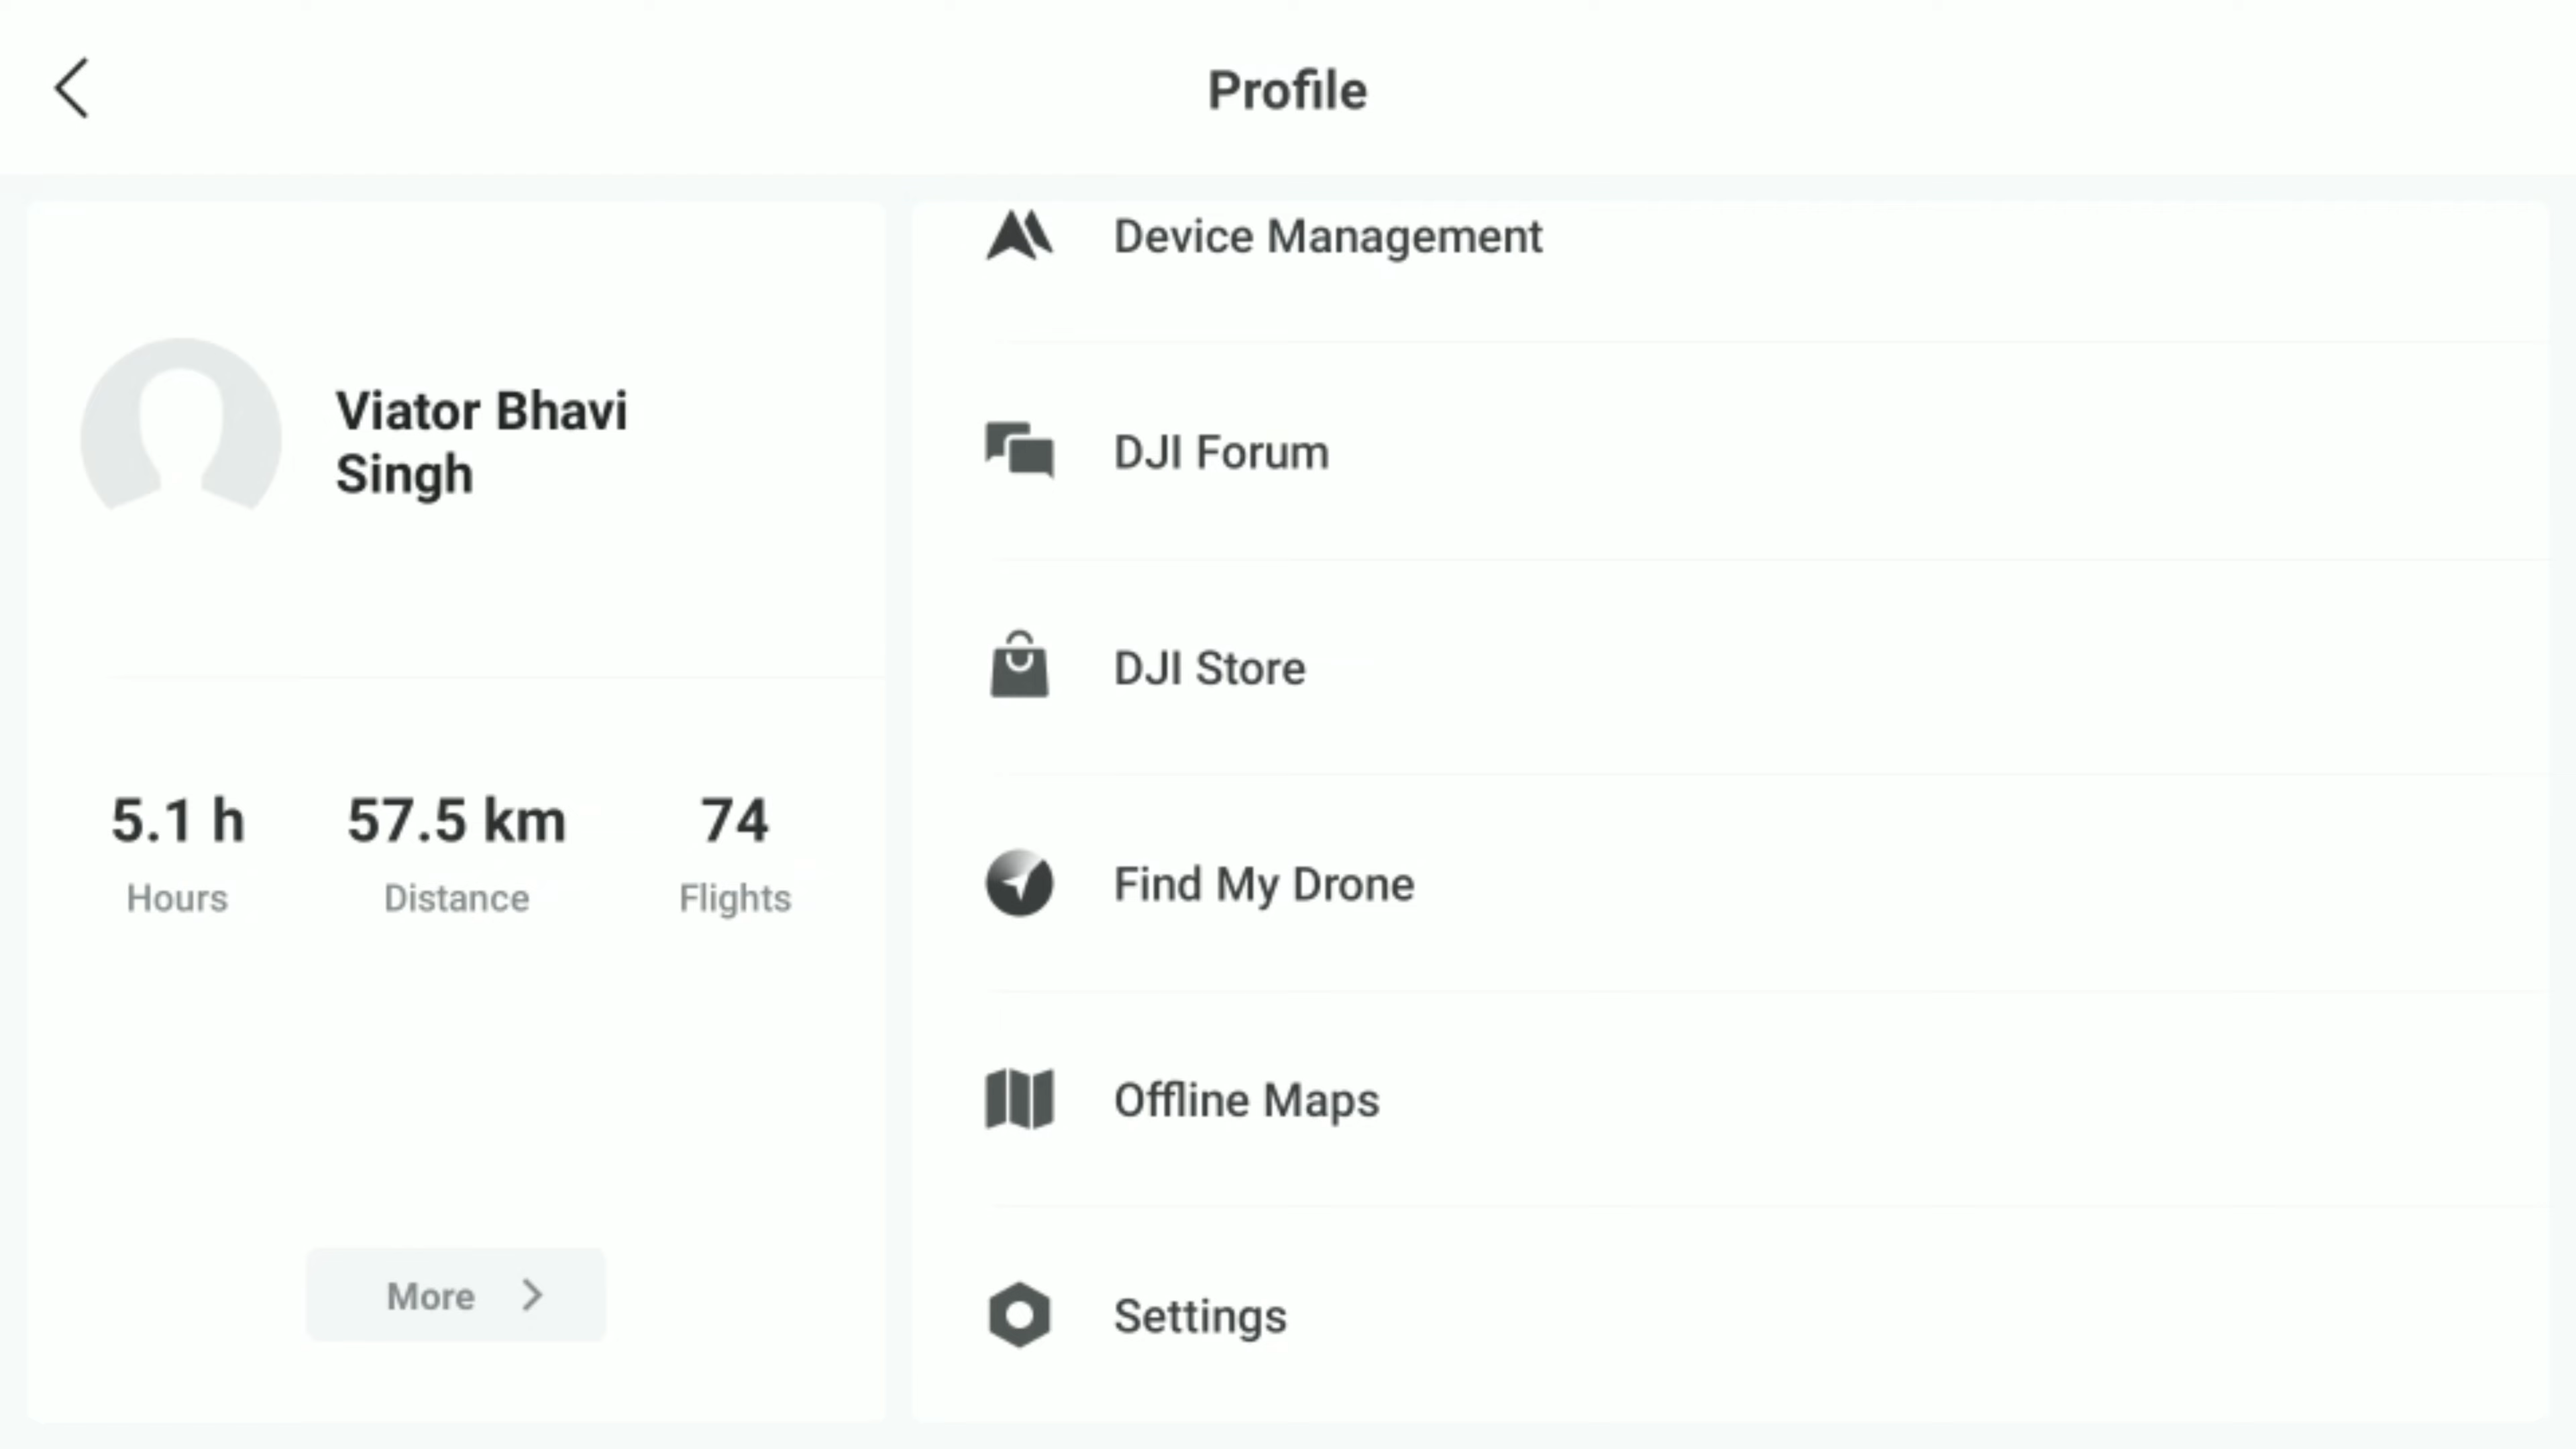 Profile
Viator Bhavi
Singh
5.1 h
Hours
57.5 km
Distance
74
Flights
More
Device Management
DJI Forum
DJI Store
Find My Drone
Offline Maps
Settings